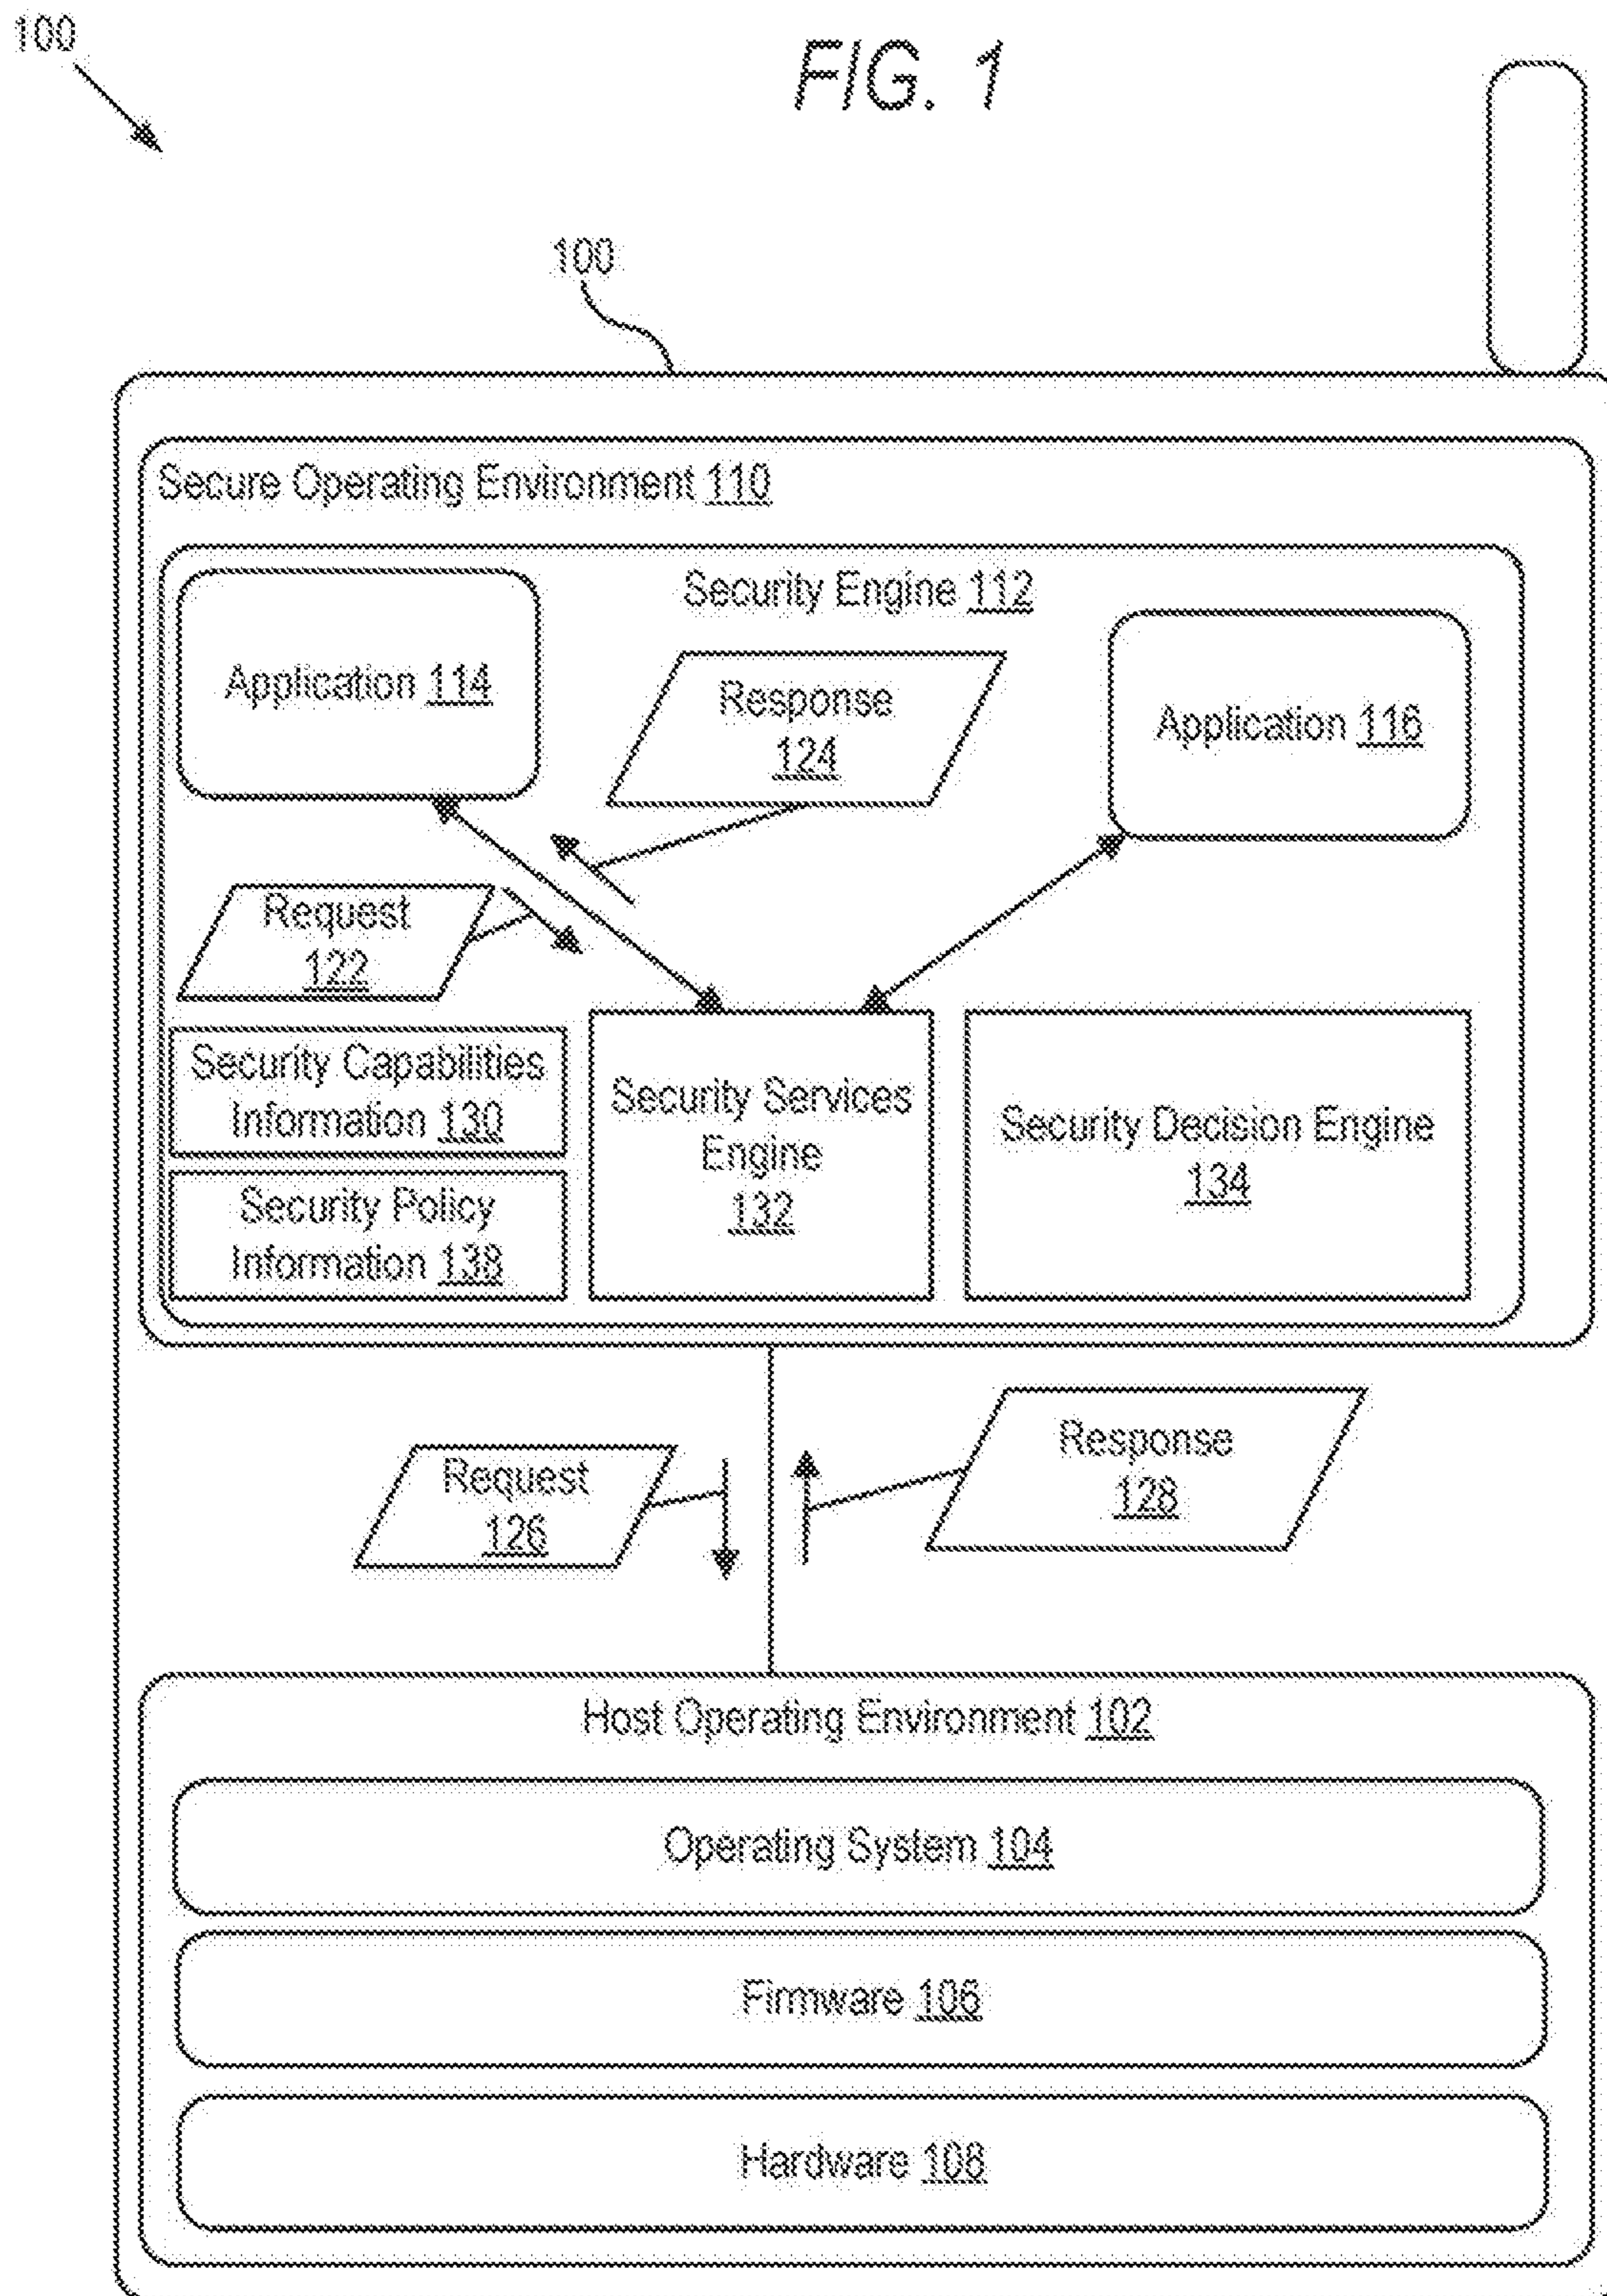 100
FIG. 1
100
Secure Operating Environment 110
Security Engine 112
Application 114
Response
124
Application 116
Request
122
Security Capabilities
Information 130
Security Policy
Information 138
Security Services
Engine
132
Security Decision Engine
134
Request
126
Response
128
Host Operating Environment 102
Operating System 104
Firmware 106
Hardware 108